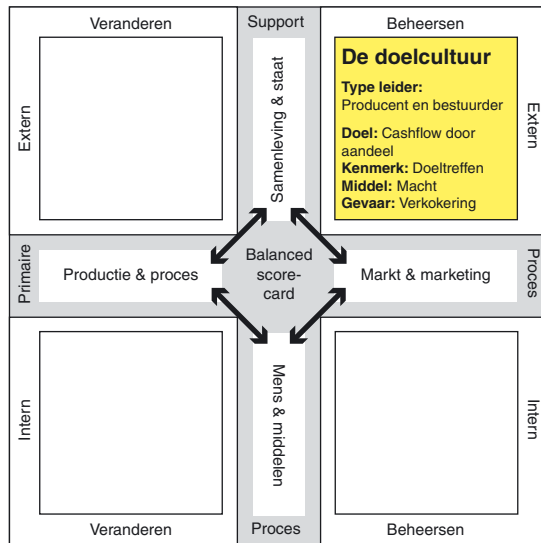 Veranderen
Support
Beheersen
Extern
Samenleving & staat
De doelcultuur
Type leider:
Producent en bestuurder
Doel: Cashflow door
aandeel
Kenmerk: Doeltreffen
Middel: Macht
Gevaar: Verkokering
Extern
Primaire
Productie & proces
Balanced
score-
card
Markt & marketing
Proces
Intern
Mens & middelen
Intern
Veranderen
Proces
Beheersen